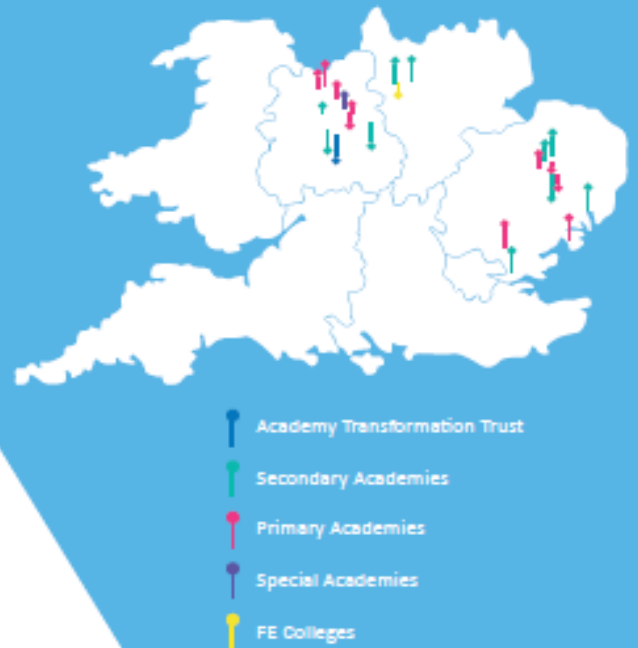 Academy Transformation Trust
Secondary Academies
Primary Academies
Special Academies
FE Colleges